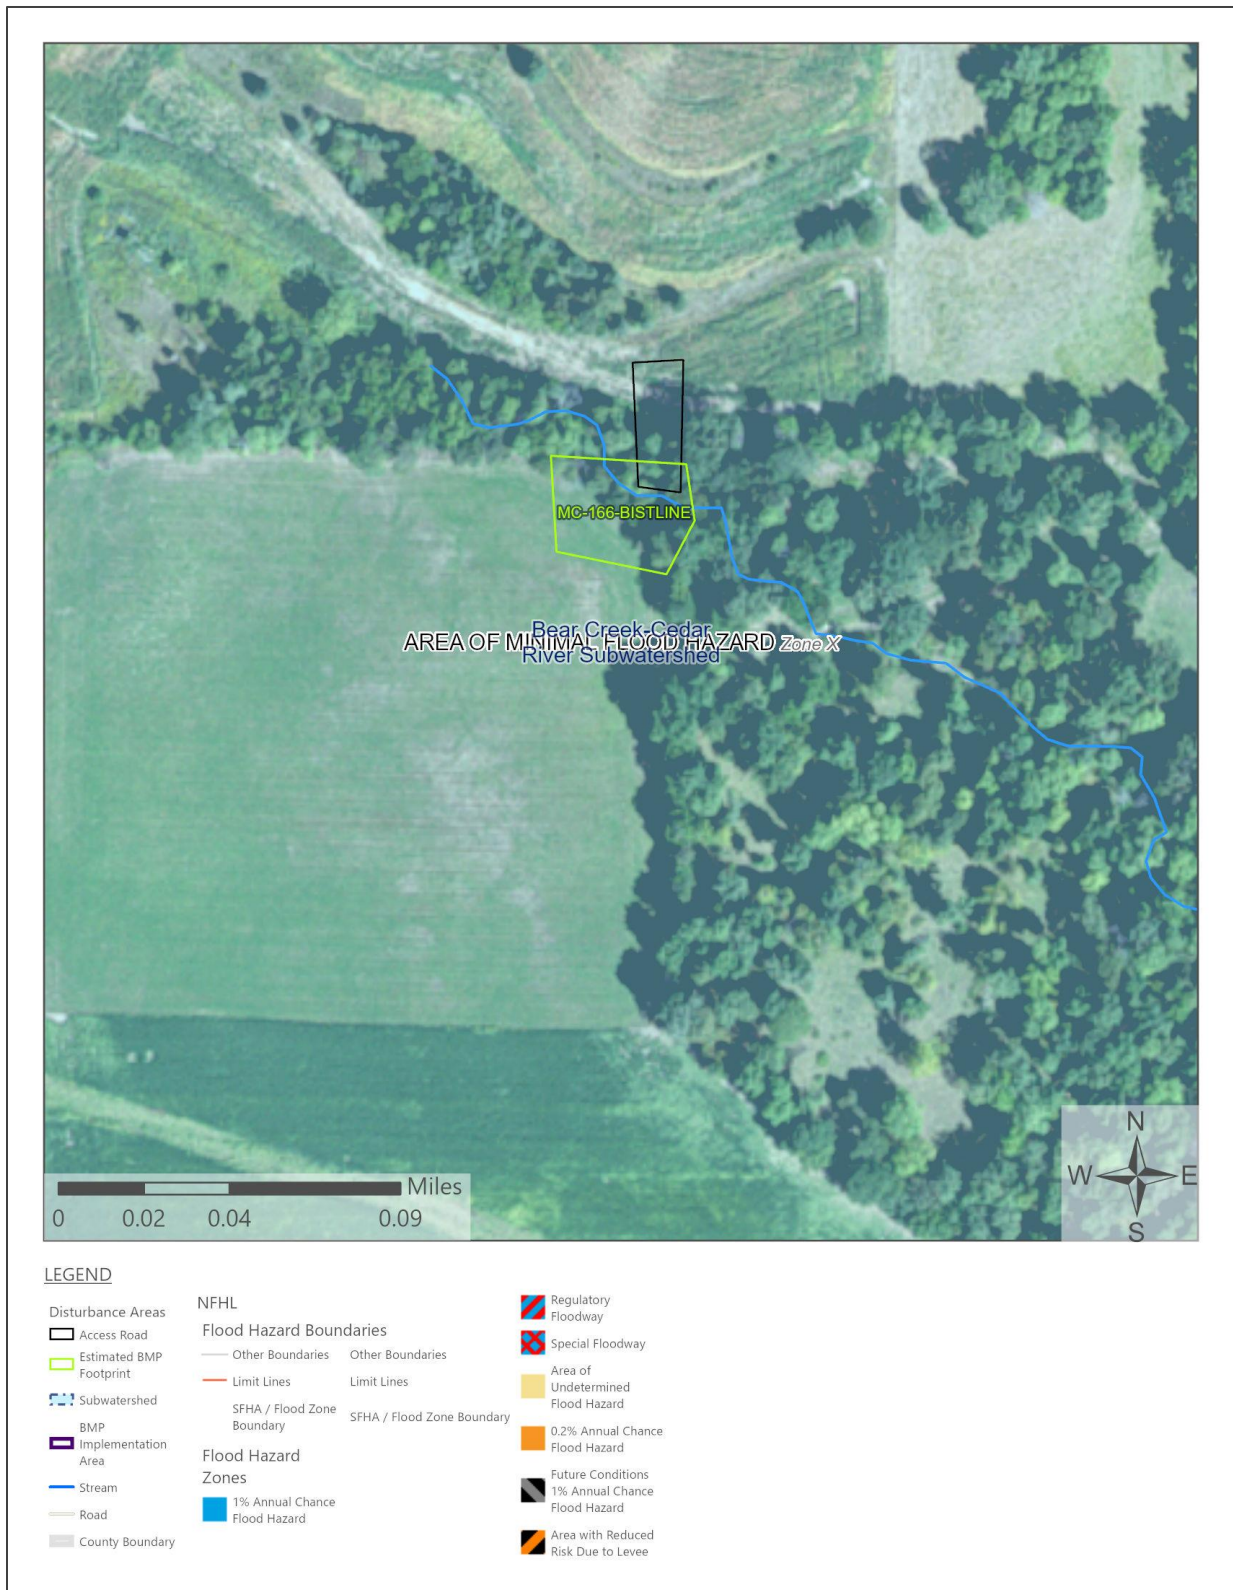 MC-166-BISTLINE
Bear Creek-Cedar
AREA OF MINIMAL FLOOD HAZARD Zone X
River Subwatershed
N
W E
S
Miles
0 0.02 0.04 0.09
LEGEND
Disturbance Areas
Access Road
Estimated BMP
Footprint
Subwatershed
BMP
Implementation
Area
Stream
Road
County Boundary
NFHL
Flood Hazard Boundaries
Other Boundaries Other Boundaries
Limit Lines Limit Lines
SFHA / Flood Zone
Boundary
SFHA / Flood Zone Boundary
Flood Hazard
Zones
1% Annual Chance
Flood Hazard
Regulatory
Floodway
Special Floodway
Area of
Undetermined
Flood Hazard
0.2% Annual Chance
Flood Hazard
Future Conditions
1% Annual Chance
Flood Hazard
Area with Reduced
Risk Due to Levee